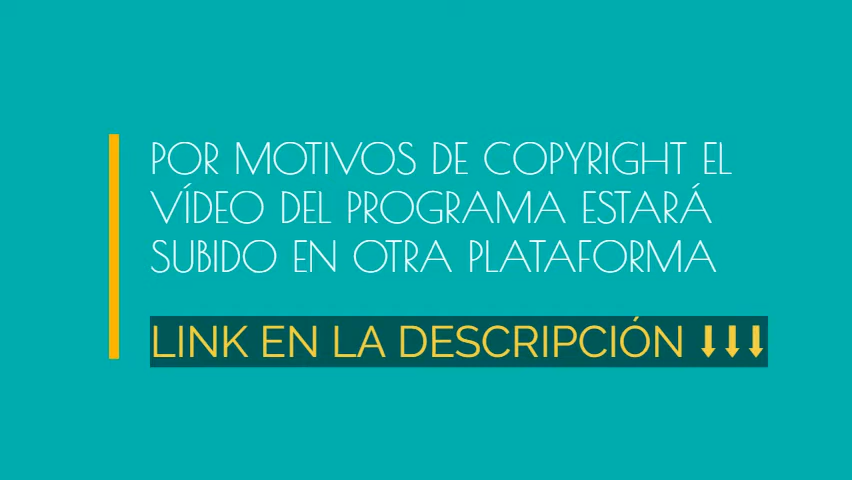 POR MOTIVOS DE COPYRIGHT EL
VÍDEO DEL PROGRAMA ESTARÁ
SUBIDO EN OTRA PLATAFORMA
LINK EN LA DESCRIPCIÓN ⬇⬇⬇